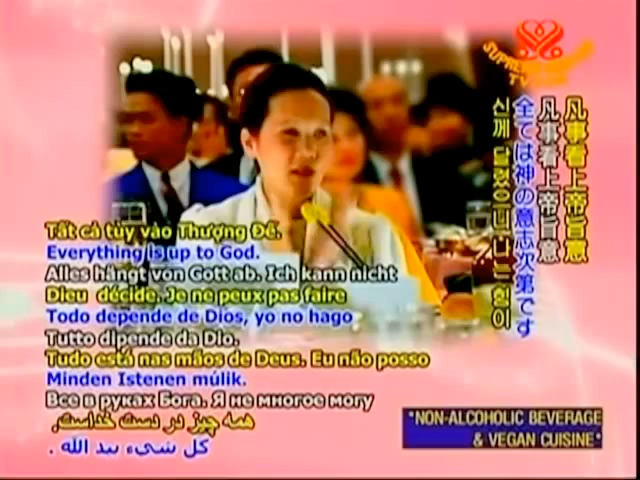 SUPREME
TV
凡事看上帝旨意
凡事看上帝旨意
全ては神の意志次第です
신께 달렸으니 나는 힘이
Tất cả tùy vào Thượng Đế.
Everything is up to God.
Alles hängt von Gott ab. Ich kann nicht
Dieu décide. Je ne peux pas faire
Todo depende de Dios, yo no hago
Tutto dipende da Dio.
Tudo está nas mãos de Deus. Eu não posso
Minden Istenen múlik.
Все в руках Бога. Я не многое могу
همه چیز در دست خداست.
كل شيء بيد الله .
"NON-ALCOHOLIC BEVERAGE
& VEGAN CUISINE"